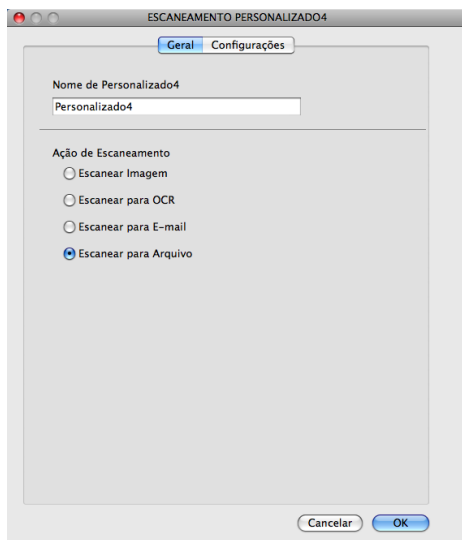 ESCANEAMENTO PERSONALIZADO4
Geral Configurações
Nome de Personalizado4
Personalizado4
Ação de Escaneamento
Escanear Imagem
Escanear para OCR
Escanear para E-mail
Escanear para Arquivo
Cancelar OK